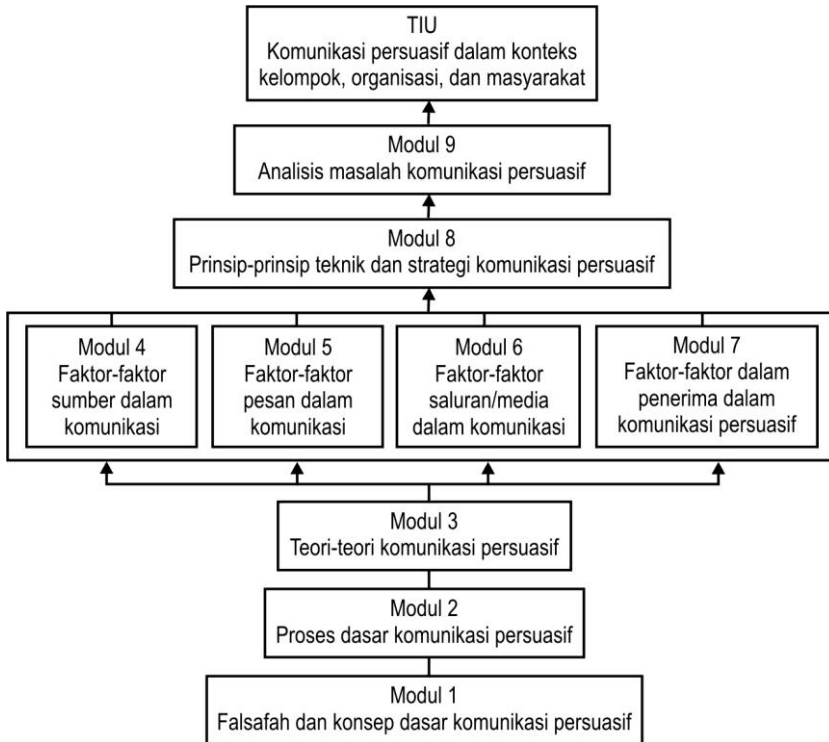 TIU
Komunikasi persuasif dalam konteks
kelompok, organisasi, dan masyarakat
Modul 9
Analisis masalah komunikasi persuasif
Modul 8
Prinsip-prinsip teknik dan strategi komunikasi persuasif
Modul 4
Faktor-faktor
sumber dalam
komunikasi
Modul 5
Faktor-faktor
pesan dalam
komunikasi
Modul 6
Faktor-faktor
saluran/media
dalam komunikasi
Modul 7
Faktor-faktor dalam
penerima dalam
komunikasi persuasif
Modul 3
Teori-teori komunikasi persuasif
Modul 2
Proses dasar komunikasi persuasif
Modul 1
Falsafah dan konsep dasar komunikasi persuasif